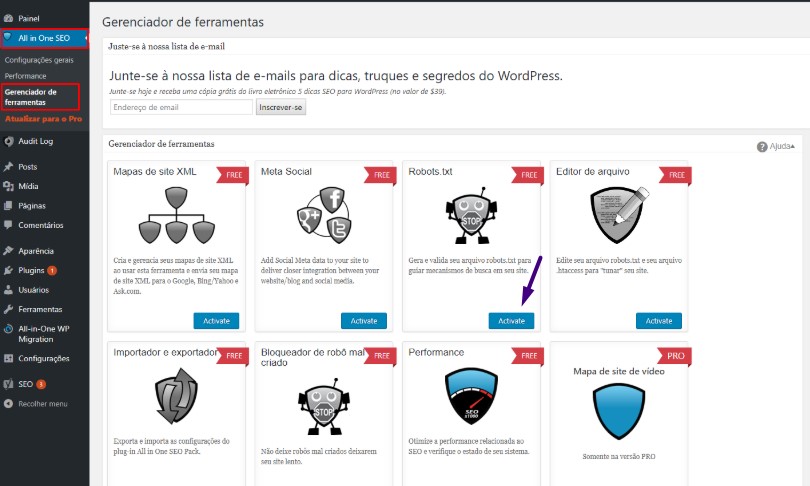 Painel
All in One SEO
Configurações gerais
Performance
Gerenciador de
ferramentas
Atualizar para o Pro
Audit Log
Posts
Mídia
Páginas
Comentários
Aparência
Plugins 1
Usuários
Ferramentas
All-in-One WP
Migration
Configurações
SEO 3
Recolher menu
Gerenciador de ferramentas
Juste-se à nossa lista de e-mail
Junte-se à nossa lista de e-mails para dicas, truques e segredos do WordPress.
Junte-se hoje e receba uma cópia grátis do livro eletrônico 5 dicas SEO para WordPress (no valor de $39).
Endereço de email
Inscrever-se
Gerenciador de ferramentas
Ajuda
Mapas de site XML
FREE
Cria e gerencia seus mapas de site XML
ao usar esta ferramenta e envia seu mapa
de site XML para o Google, Bing/Yahoo e
Ask.com.
Activate
Meta Social
FREE
Add Social Meta data to your site to
deliver closer integration between your
website/blog and social media.
Activate
Robots.txt
FREE
STOP
Gera e valida seu arquivo robots.txt para
guiar mecanismos de busca em seu site.
Activate
Editor de arquivo
FREE
Edite seu arquivo robots.txt e seu arquivo
.htaccess para "tunar" seu site.
Activate
Importador e exportador
FREE
Exporta e importa as configurações do
plug-in All in One SEO Pack.
Bloqueador de robô mal
criado
FREE
STOP
Não deixe robôs mal criados deixarem
seu site lento.
Performance
FREE
SEO
x1000
Otimize a performance relacionada ao
SEO e verifique o estado de seu sistema.
PRO
Mapa de site de vídeo
Somente na versão PRO